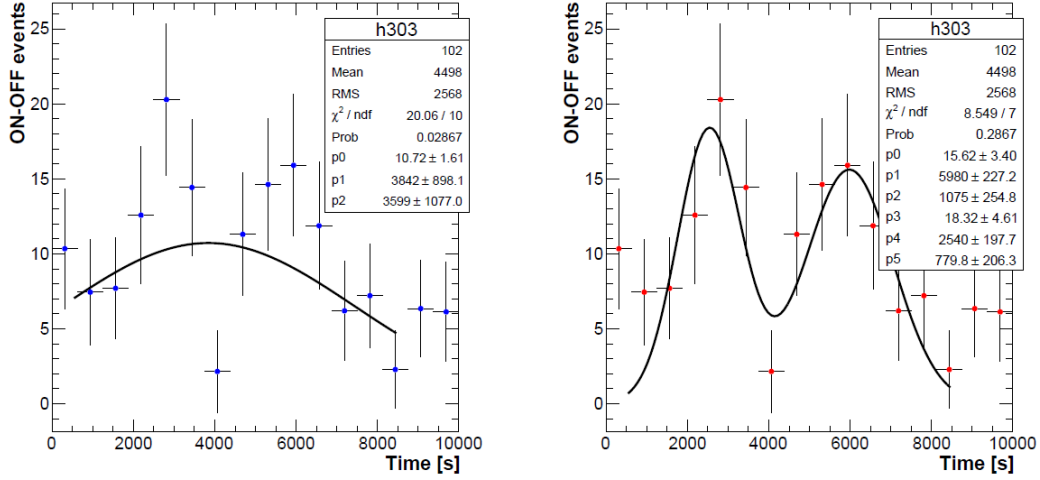 ON-OFF events
25
20
15
10
5
0
h303
Entries 102
Mean 4498
RMS 2568
χ² / ndf 20.06 / 10
Prob 0.02867
p0 10.72 ± 1.61
p1 3842 ± 898.1
p2 3599 ± 1077.0
0 2000 4000 6000 8000 10000
Time [s]
ON-OFF events
25
20
15
10
5
0
h303
Entries 102
Mean 4498
RMS 2568
χ² / ndf 8.549 / 7
Prob 0.2867
p0 15.62 ± 3.40
p1 5980 ± 227.2
p2 1075 ± 254.8
p3 18.32 ± 4.61
p4 2540 ± 197.7
p5 779.8 ± 206.3
0 2000 4000 6000 8000 10000
Time [s]